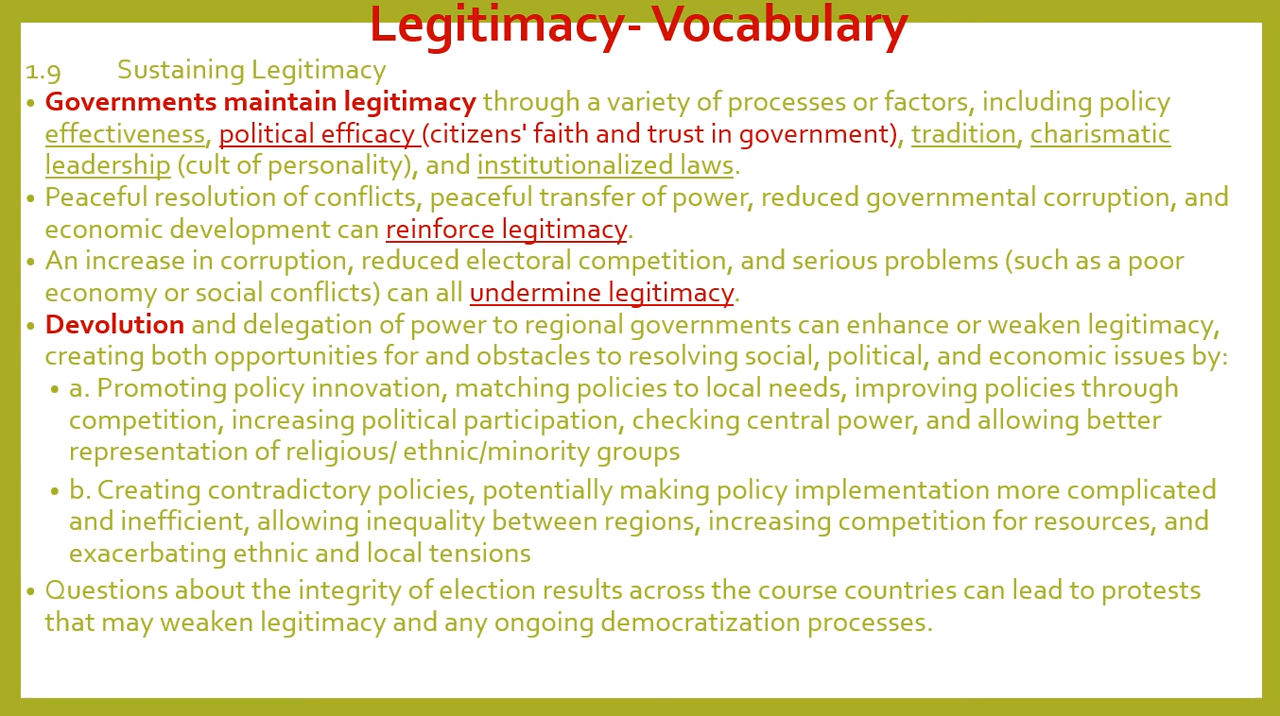 Legitimacy- Vocabulary
1.9 Sustaining Legitimacy
• Governments maintain legitimacy through a variety of processes or factors, including policy
effectiveness, political efficacy (citizens' faith and trust in government), tradition, charismatic
leadership (cult of personality), and institutionalized laws.
• Peaceful resolution of conflicts, peaceful transfer of power, reduced governmental corruption, and
economic development can reinforce legitimacy.
• An increase in corruption, reduced electoral competition, and serious problems (such as a poor
economy or social conflicts) can all undermine legitimacy.
• Devolution and delegation of power to regional governments can enhance or weaken legitimacy,
creating both opportunities for and obstacles to resolving social, political, and economic issues by:
• a. Promoting policy innovation, matching policies to local needs, improving policies through
competition, increasing political participation, checking central power, and allowing better
representation of religious/ ethnic/minority groups
• b. Creating contradictory policies, potentially making policy implementation more complicated
and inefficient, allowing inequality between regions, increasing competition for resources, and
exacerbating ethnic and local tensions
• Questions about the integrity of election results across the course countries can lead to protests
that may weaken legitimacy and any ongoing democratization processes.